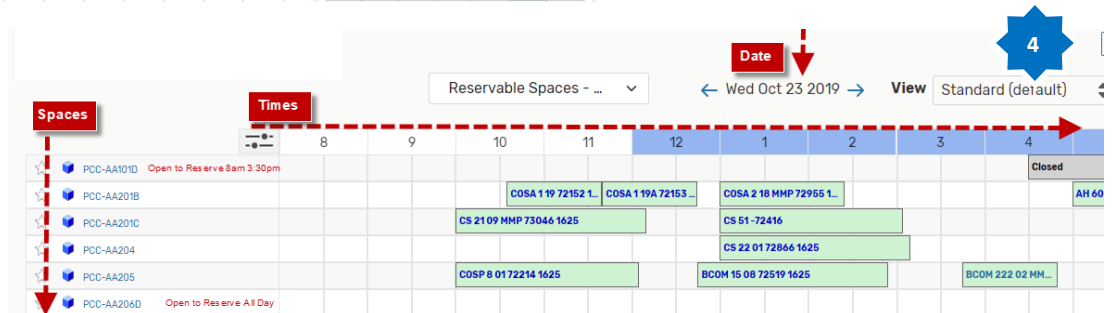 4
Date
Reservable Spaces - ...
← Wed Oct 23 2019 →
View
Standard (default)
Spaces
Times
8 9 10 11 12 1 2 3 4
PCC-AA101D Open to Reserve 8am 3:30pm Closed
PCC-AA201B COSA 1 19 72152 1... COSA 1 19A 72153 ... COSA 2 18 MMP 72955 1... AH 60
PCC-AA201C CS 21 09 MMP 73046 1625 CS 51 -72416
PCC-AA204 CS 22 01 72866 1625
PCC-AA205 COSP 8 01 72214 1625 BCOM 15 08 72519 1625 BCOM 222 02 MM...
PCC-AA206D Open to Reserve All Day